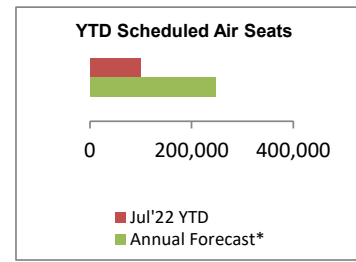 YTD Scheduled Air Seats
0 200,000 400,000
Jul'22 YTD
Annual Forecast*